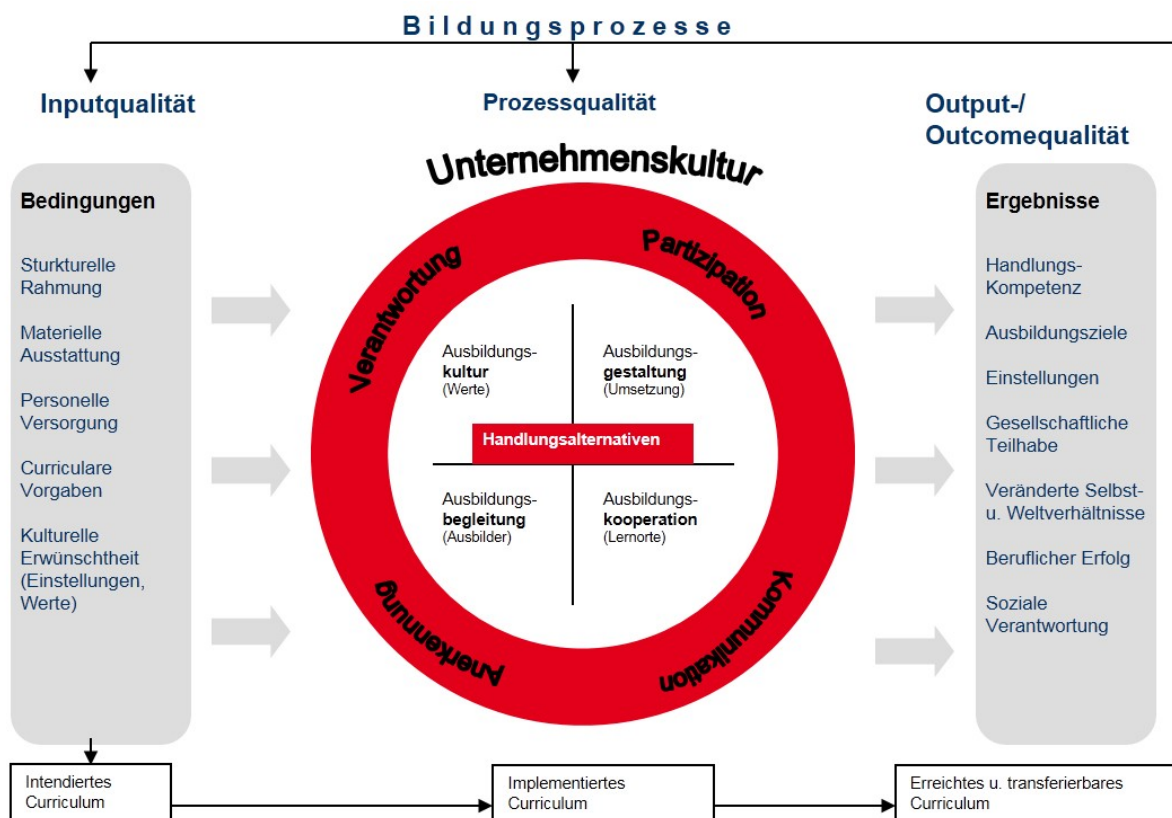 Bildungsprozesse
Inputqualität
Prozessqualität
Output-/
Outcomequalität
Bedingungen
Sturkturelle
Rahmung
Materielle
Ausstattung
Personelle
Versorgung
Curriculare
Vorgaben
Kulturelle
Erwünschtheit
(Einstellungen,
Werte)
Unternehmenskultur
Verantwortung
Partizipation
Ausbildungs-
kultur
(Werte)
Ausbildungs-
gestaltung
(Umsetzung)
Handlungsalternativen
Ausbildungs-
begleitung
(Ausbilder)
Ausbildungs-
kooperation
(Lernorte)
Anerkennung
Kommunikation
Ergebnisse
Handlungs-
Kompetenz
Ausbildungsziele
Einstellungen
Gesellschaftliche
Teilhabe
Veränderte Selbst-
u. Weltverhältnisse
Beruflicher Erfolg
Soziale
Verantwortung
Intendiertes
Curriculum
Implementiertes
Curriculum
Erreichtes u. transferierbares
Curriculum